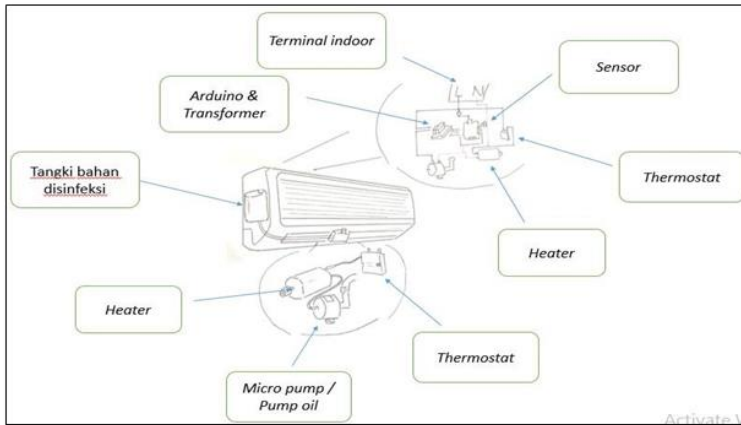 Terminal indoor
Sensor
Arduino &
Transformer
Tangki bahan
disinfeksi
Thermostat
L N
Heater
Heater
Thermostat
Micro pump /
Pump oil
Activate